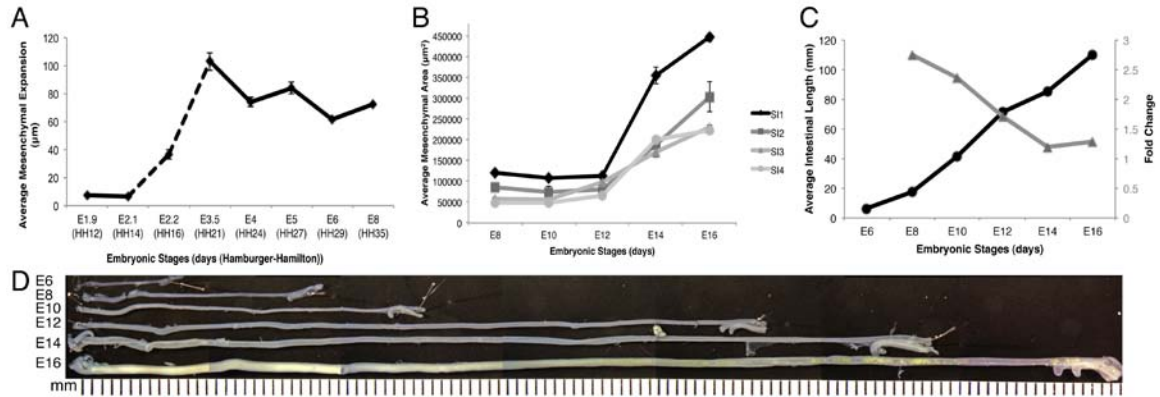 A
Average Mesenchymal Expansion
(μm)
120
100
80
60
40
20
0
E1.9 E2.1 E2.2 E3.5 E4 E5 E6 E8
(HH12) (HH14) (HH16) (HH21) (HH24) (HH27) (HH29) (HH35)
Embryonic Stages (days (Hamburger-Hamilton))
B
Average Mesenchymal Area (μm²)
450000
400000
350000
300000
250000
200000
150000
100000
50000
0
E8 E10 E12 E14 E16
Embryonic Stages (days)
SI1
SI2
SI3
SI4
C
Average Intestinal Length (mm)
120
100
80
60
40
20
0
E6 E8 E10 E12 E14 E16
Embryonic Stages (days)
3
2.5
2
1.5
1
0.5
0
Fold Change
D
E6
E8
E10
E12
E14
E16
mm